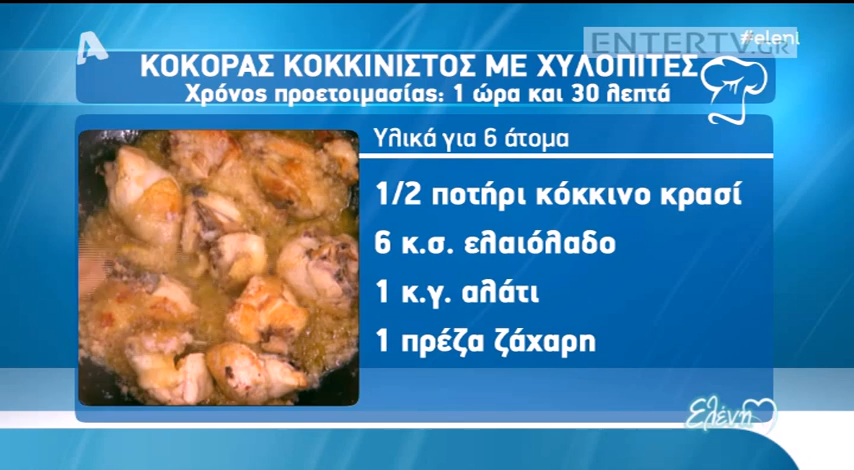 ENTERTV.GR
#eleni
ΚΟΚΟΡΑΣ ΚΟΚΚΙΝΙΣΤΟΣ ΜΕ ΧΥΛΟΠΙΤΕΣ
Χρόνος προετοιμασίας: 1 ώρα και 30 λεπτά
Υλικά για 6 άτομα
1/2 ποτήρι κόκκινο κρασί
6 κ.σ. ελαιόλαδο
1 κ.γ. αλάτι
1 πρέζα ζάχαρη
Ελένη